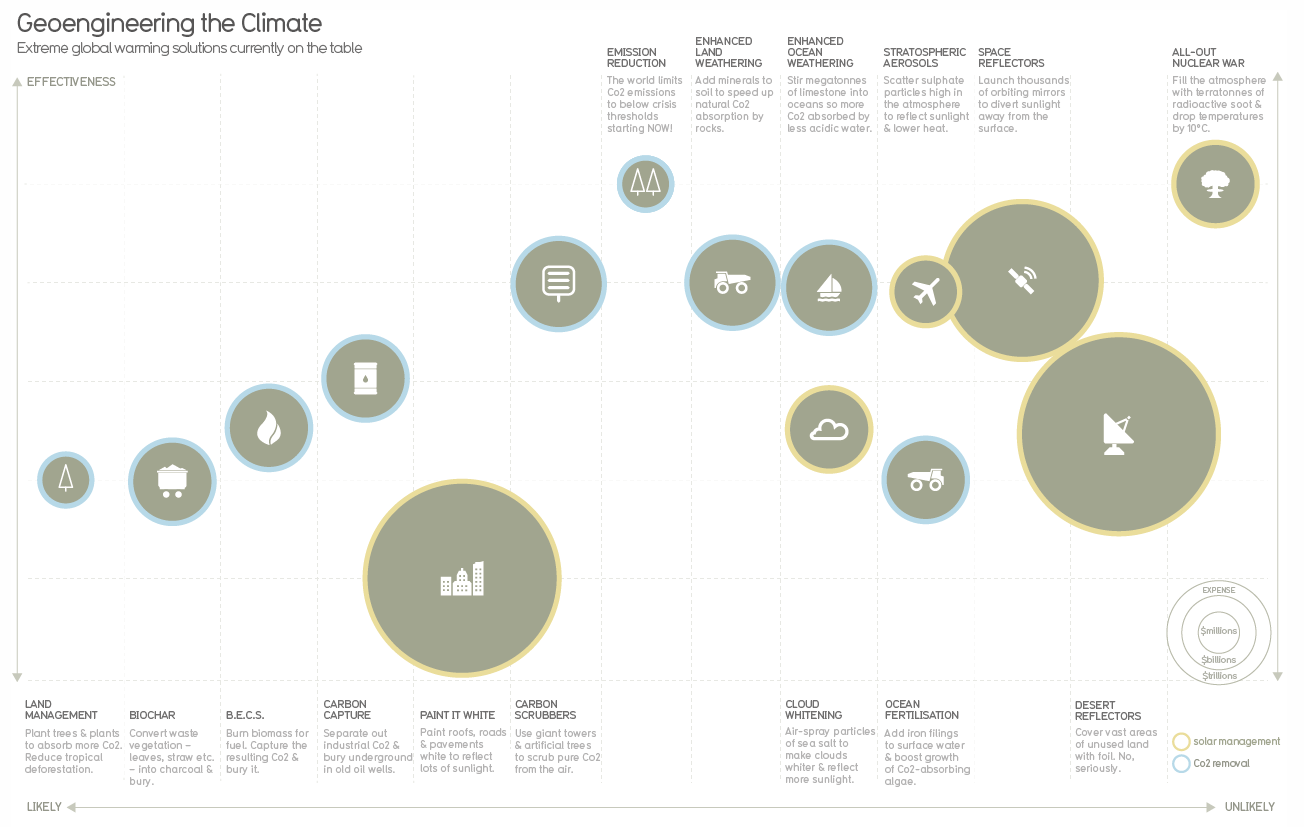 Geoengineering the Climate
Extreme global warming solutions currently on the table
EFFECTIVENESS
EMISSION
REDUCTION
The world limits
Co2 emissions
to below crisis
thresholds
starting NOW!
ENHANCED
LAND
WEATHERING
Add minerals to
soil to speed up
natural Co2
absorption by
rocks.
ENHANCED
OCEAN
WEATHERING
Stir megatonnes
of limestone into
oceans so more
Co2 absorbed by
less acidic water.
STRATOSPHERIC
AEROSOLS
Scatter sulphate
particles high in
the atmosphere
to reflect sunlight
& lower heat.
SPACE
REFLECTORS
Launch thousands
of orbiting mirrors
to divert sunlight
away from the
surface.
ALL-OUT
NUCLEAR WAR
Fill the atmosphere
with terratonnes of
radioactive soot &
drop temperatures
by 10°C.
EXPENSE
$millions
$billions
$trillions
LAND
MANAGEMENT
Plant trees & plants
to absorb more Co2.
Reduce tropical
deforestation.
BIOCHAR
Convert waste
vegetation –
leaves, straw etc.
– into charcoal &
bury.
B.E.C.S.
Burn biomass for
fuel. Capture the
resulting Co2 &
bury it.
CARBON
CAPTURE
Separate out
industrial Co2 &
bury underground
in old oil wells.
PAINT IT WHITE
Paint roofs, roads
& pavements
white to reflect
lots of sunlight.
CARBON
SCRUBBERS
Use giant towers
& artificial trees
to scrub pure Co2
from the air.
CLOUD
WHITENING
Air-spray particles
of sea salt to
make clouds
whiter & reflect
more sunlight.
OCEAN
FERTILISATION
Add iron filings
to surface water
& boost growth
of Co2-absorbing
algae.
DESERT
REFLECTORS
Cover vast areas
of unused land
with foil. No,
seriously.
solar management
Co2 removal
LIKELY
UNLIKELY